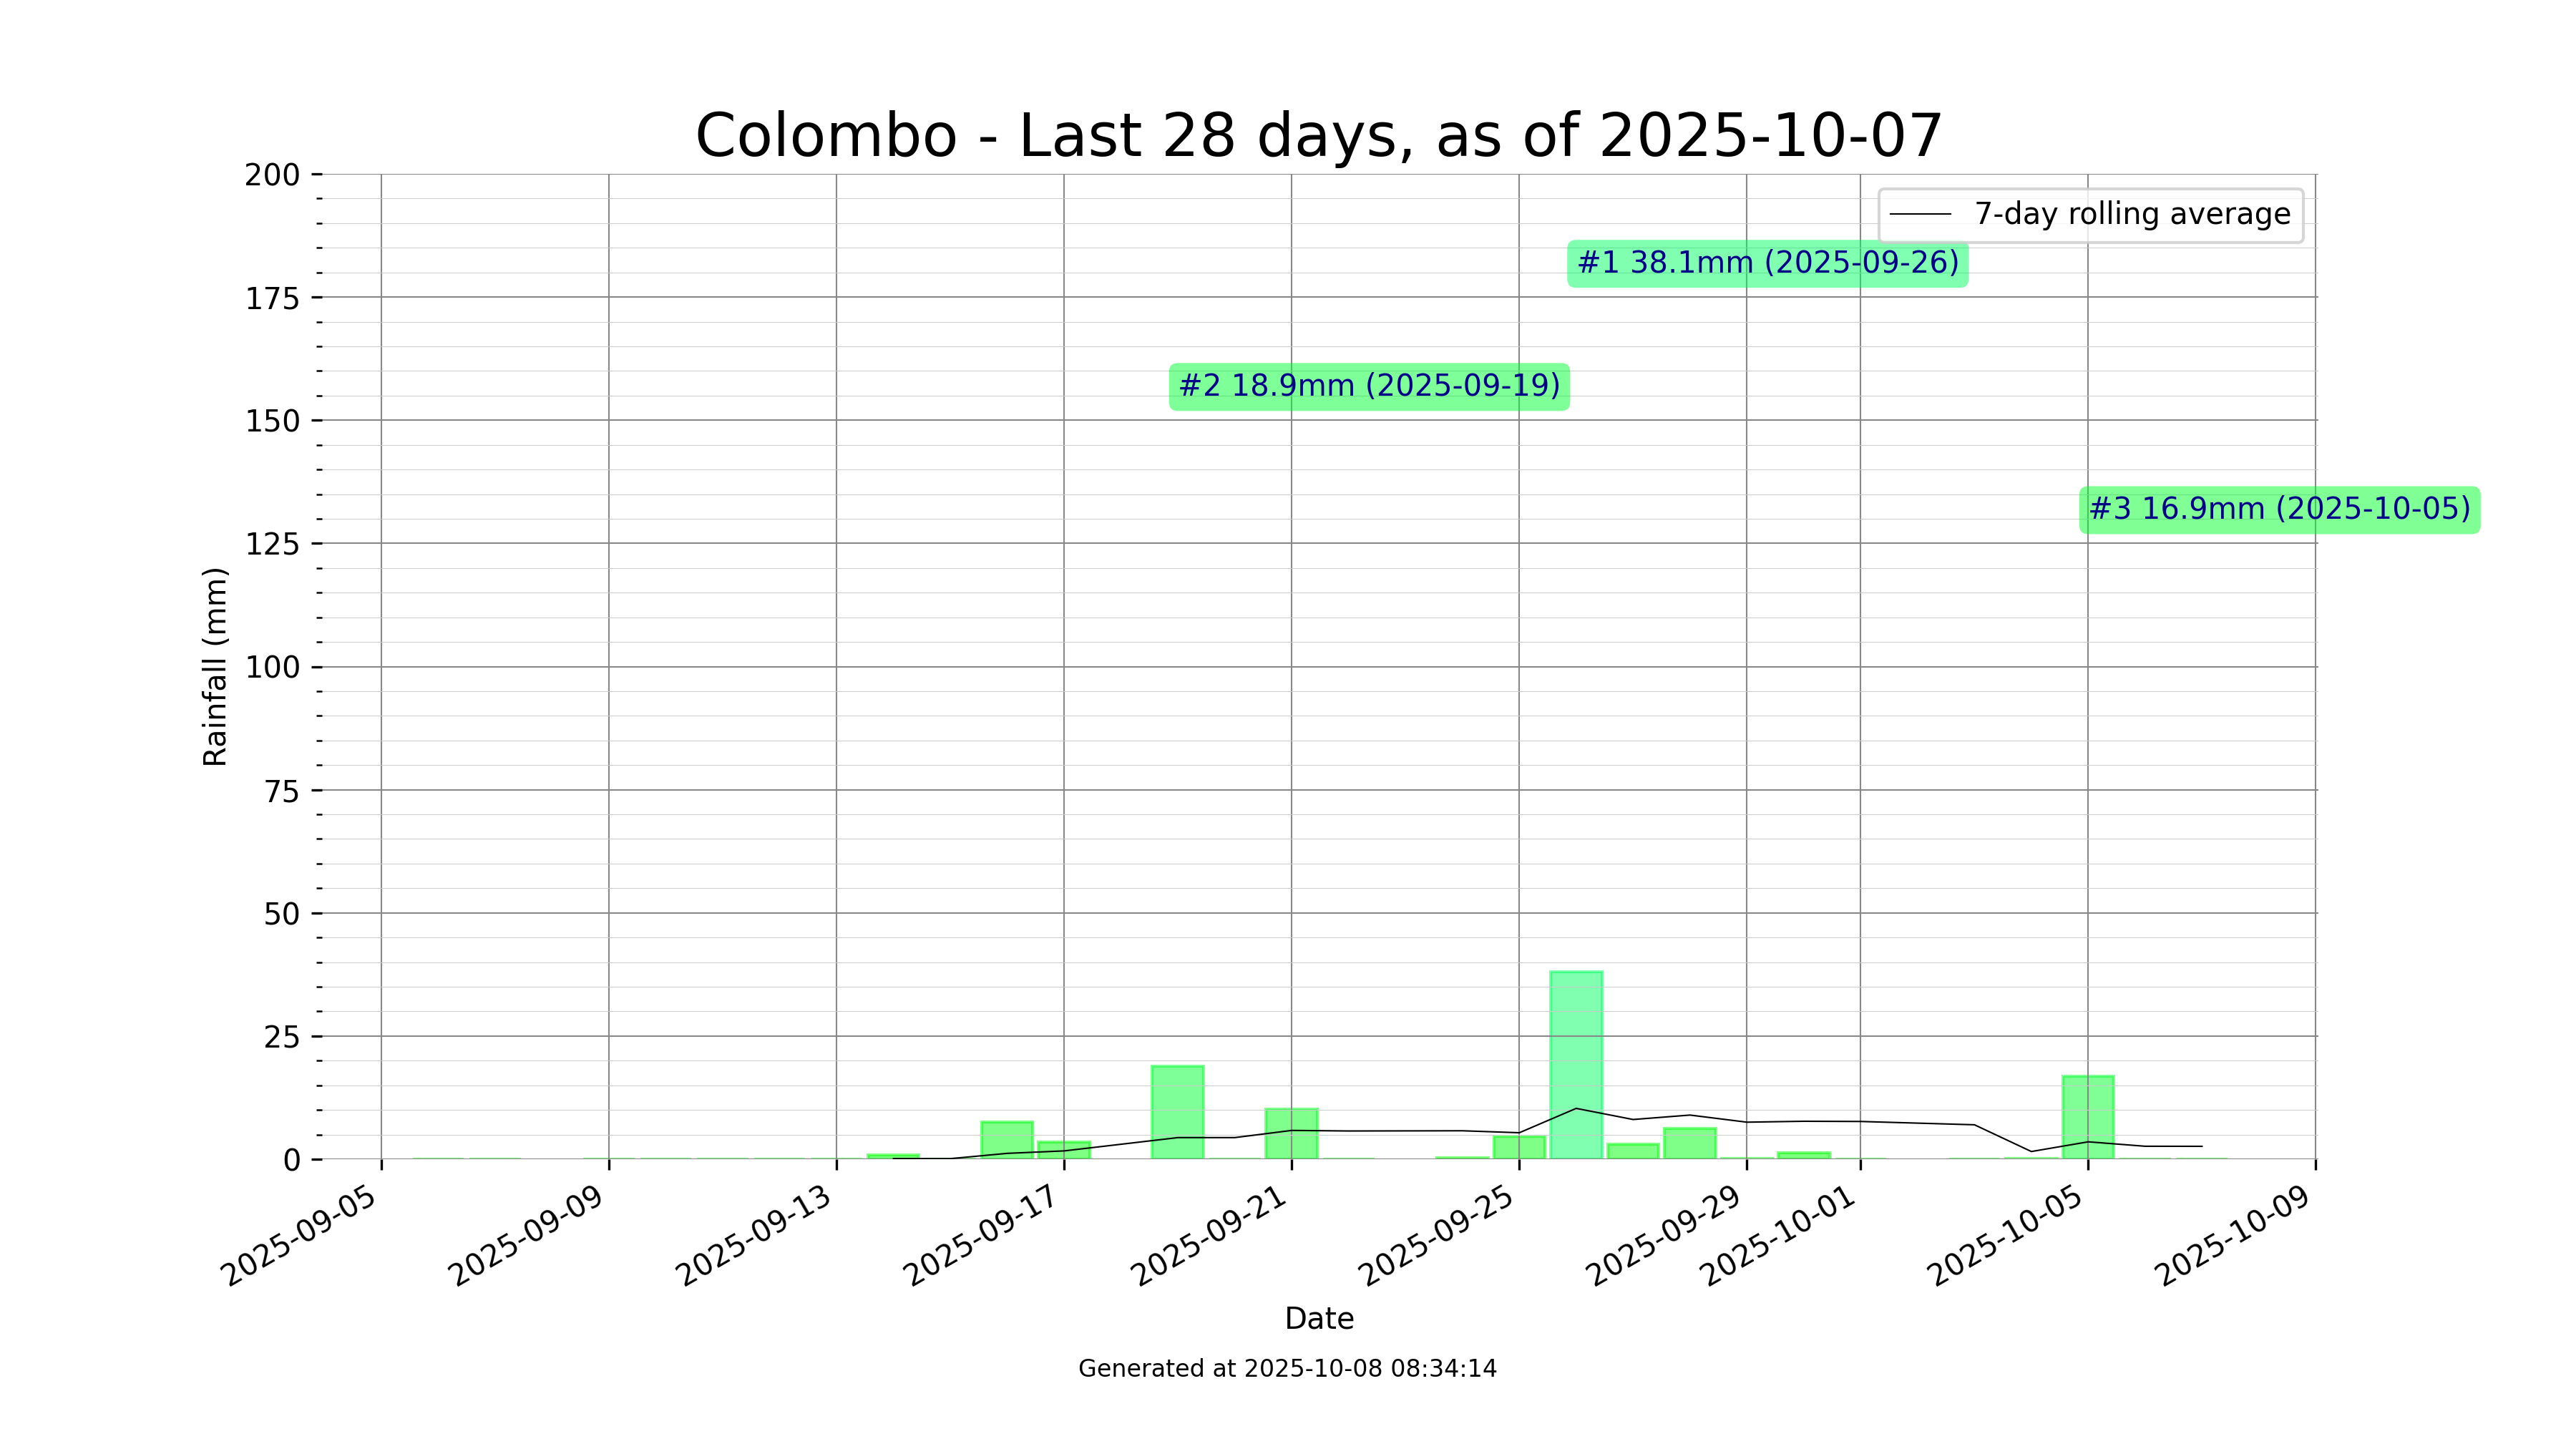 Colombo - Last 28 days, as of 2025-10-07
200
175
150
125
100
75
50
25
0
Rainfall (mm)
7-day rolling average
#1 38.1mm (2025-09-26)
#2 18.9mm (2025-09-19)
#3 16.9mm (2025-10-05)
2025-09-05
2025-09-09
2025-09-13
2025-09-17
2025-09-21
2025-09-25
2025-09-29
2025-10-01
2025-10-05
2025-10-09
Date
Generated at 2025-10-08 08:34:14